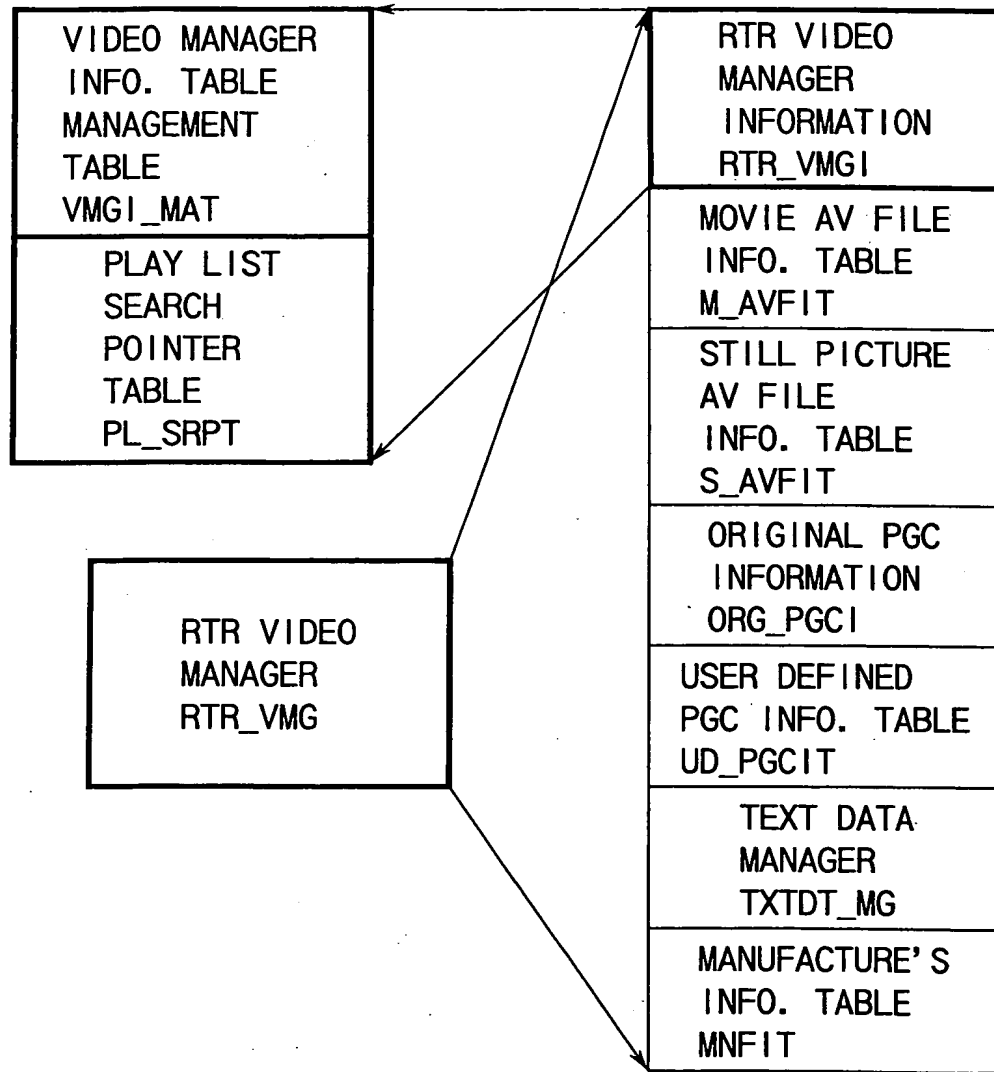 VIDEO MANAGER
INFO. TABLE
MANAGEMENT
TABLE
VMGI_MAT
PLAY LIST
SEARCH
POINTER
TABLE
PL_SRPT
RTR VIDEO
MANAGER
RTR_VMG
RTR VIDEO
MANAGER
INFORMATION
RTR_VMGI
MOVIE AV FILE
INFO. TABLE
M_AVFIT
STILL PICTURE
AV FILE
INFO. TABLE
S_AVFIT
ORIGINAL PGC
INFORMATION
ORG_PGCI
USER DEFINED
PGC INFO. TABLE
UD_PGCIT
TEXT DATA
MANAGER
TXTDT_MG
MANUFACTURE'S
INFO. TABLE
MNFIT